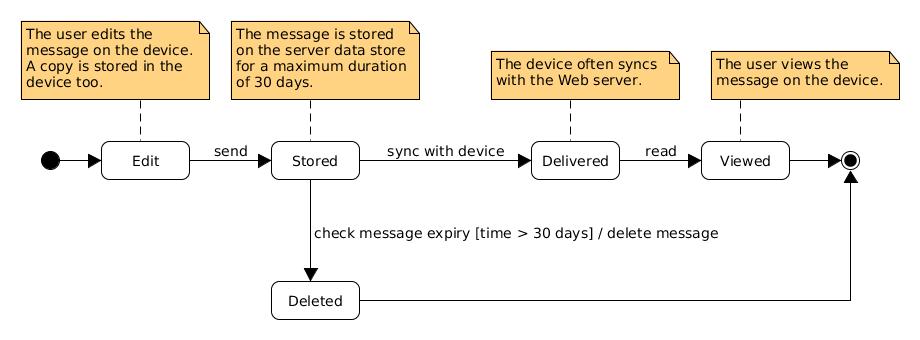 The user edits the
message on the device.
A copy is stored in the
device too.
The message is stored
on the server data store
for a maximum duration
of 30 days.
The device often syncs
with the Web server.
The user views the
message on the device.
Edit
send
Stored
sync with device
Delivered
read
Viewed
check message expiry [time > 30 days] / delete message
Deleted